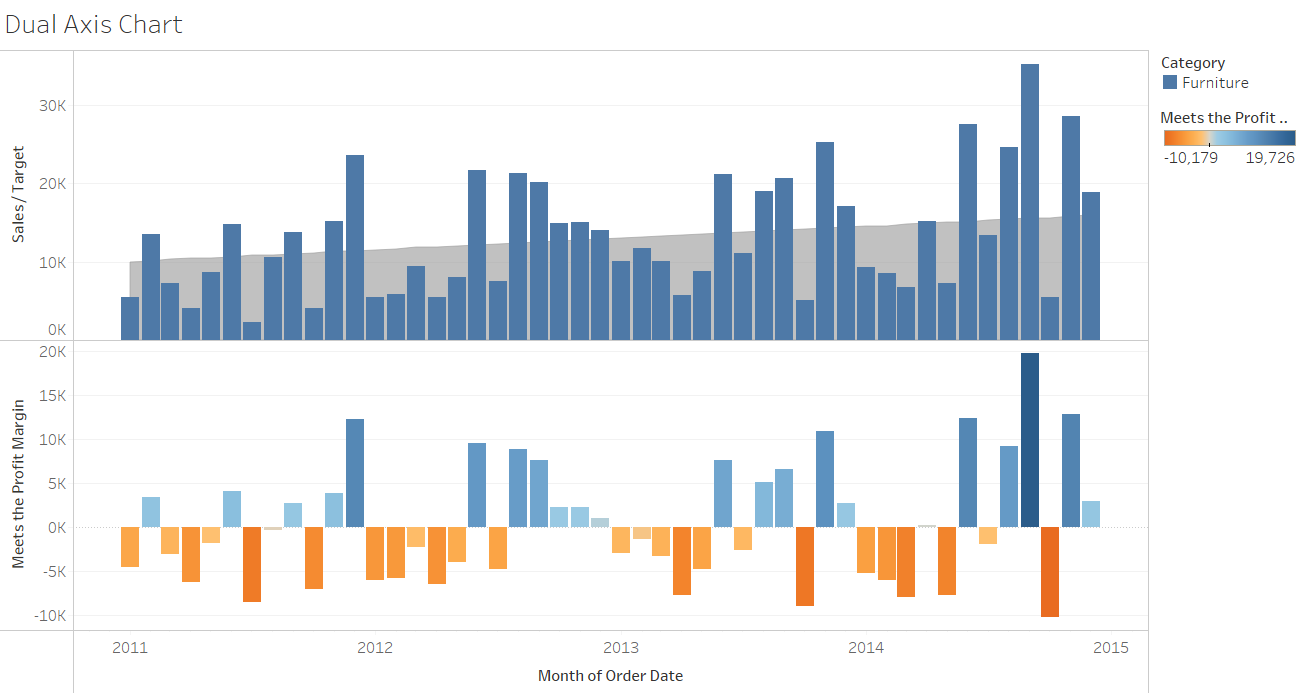 Dual Axis Chart
Sales/Target
30K
20K
10K
0K
Meets the Profit Margin
20K
15K
10K
5K
0K
-5K
-10K
2011 2012 2013 2014 2015
Month of Order Date
Category
Furniture
Meets the Profit ..
-10,179 19,726